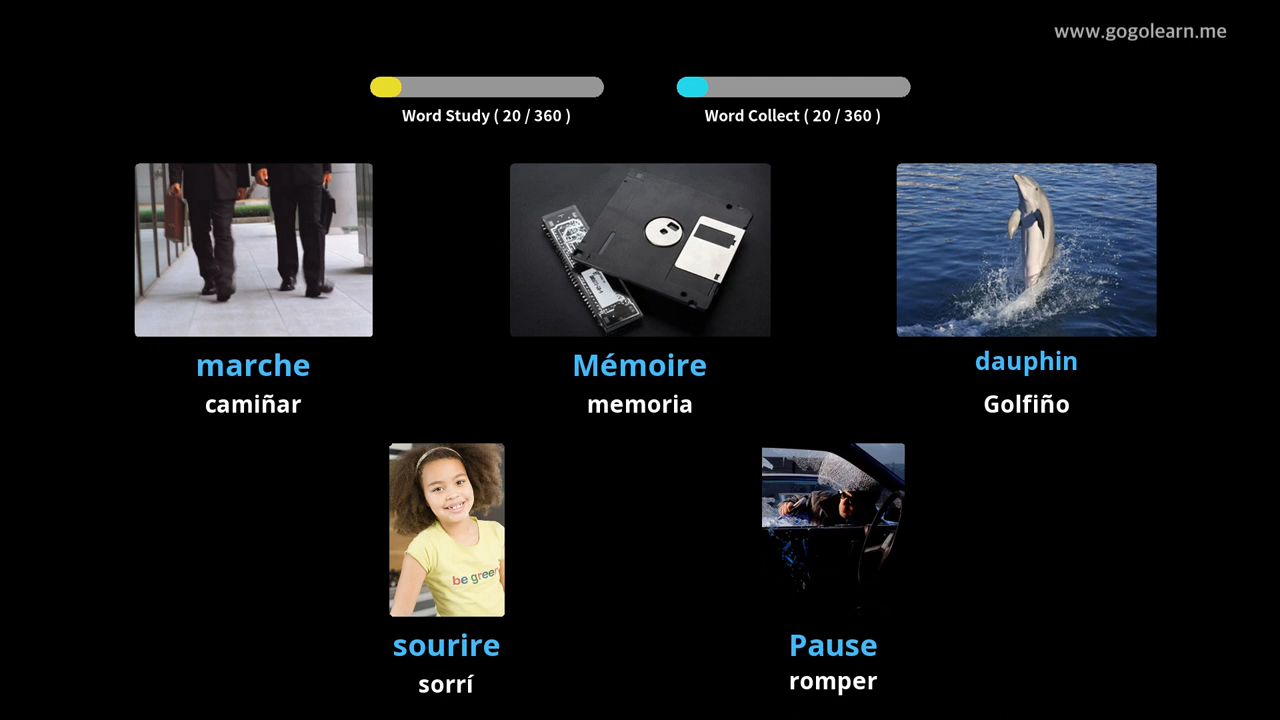 www.gogolearn.me
Word Study ( 20 / 360 )
Word Collect ( 20 / 360 )
marche
camiñar
Mémoire
memoria
dauphin
Golfiño
be green
sourire
sorrí
Pause
romper